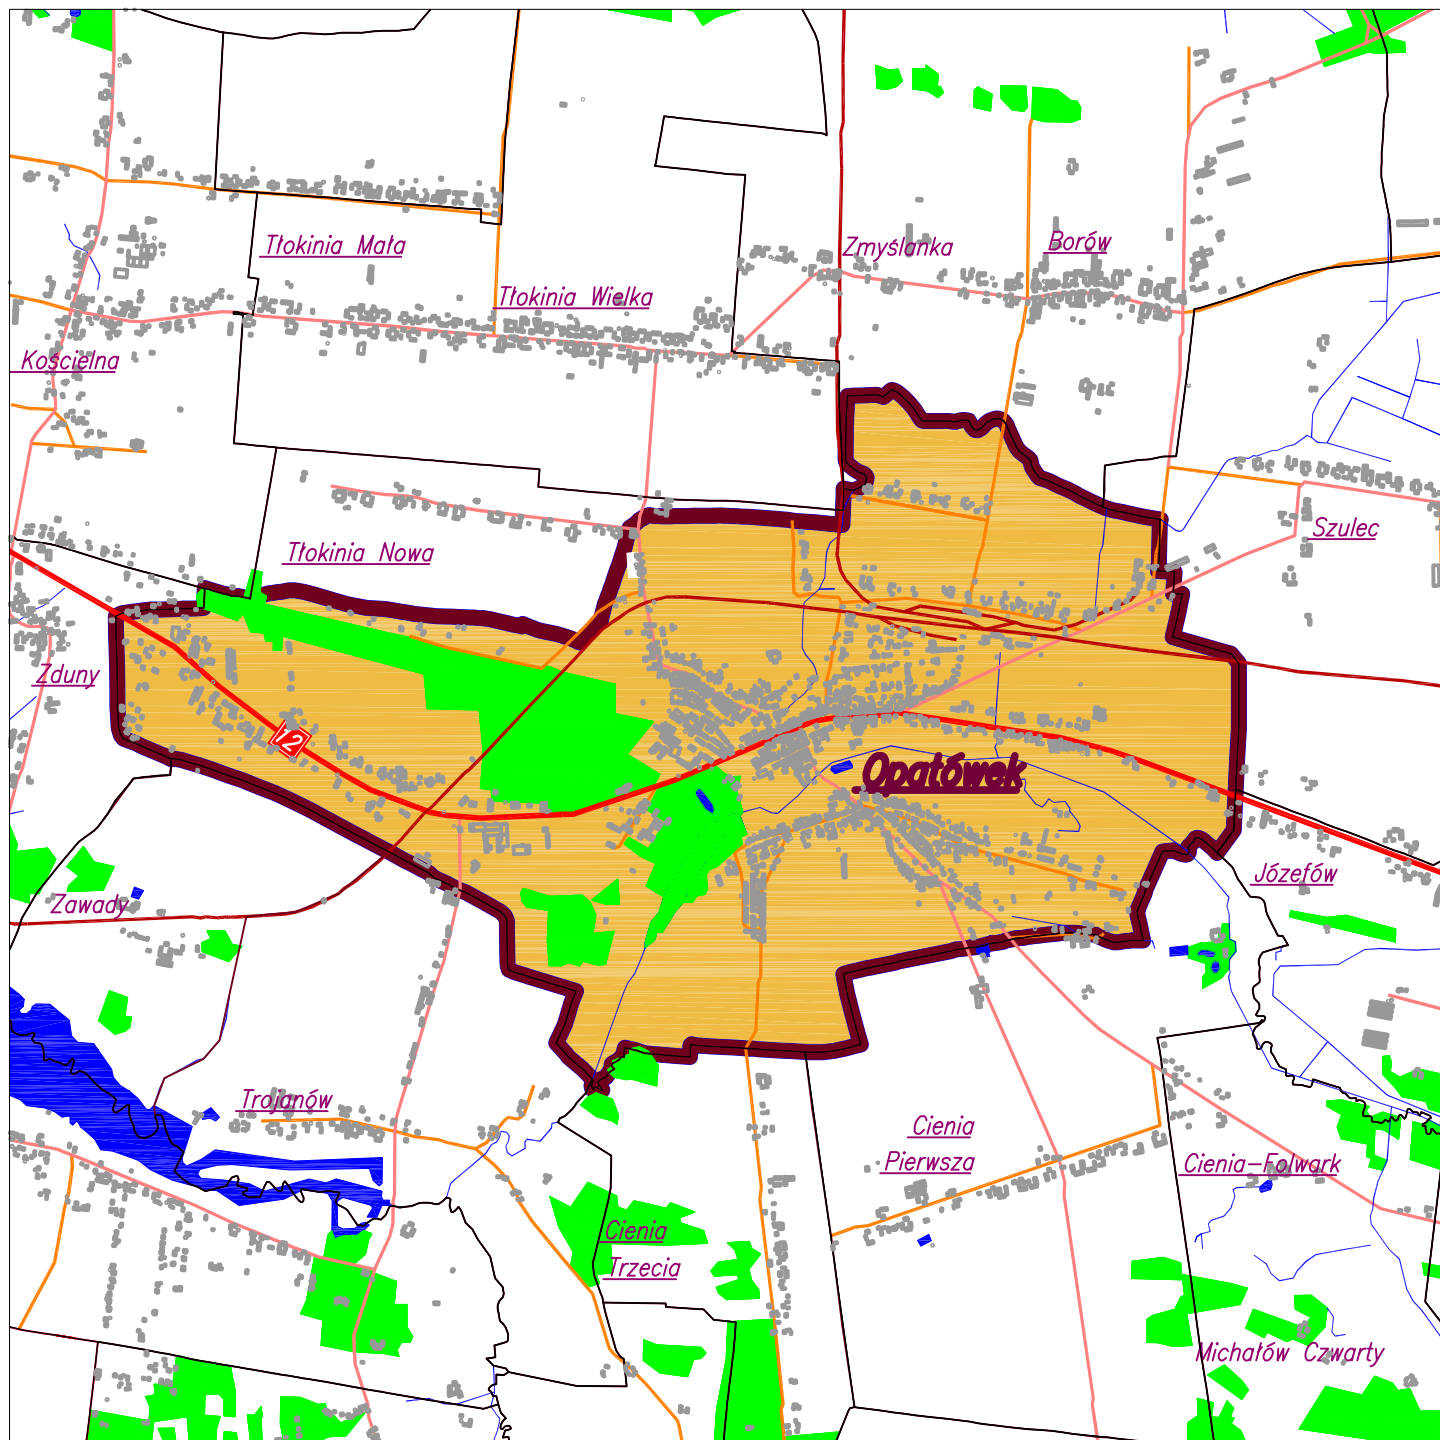 Tłokinia Mała
Zmyślanka
Borów
Tłokinia Wielka
Kościelna
Szulec
Tłokinia Nowa
Zduny
12
Opatówek
Józefów
Zawady
Trojanów
Cienia
Pierwsza
Cienia-Folwark
Cienia
Trzecia
Michałów Czwarty